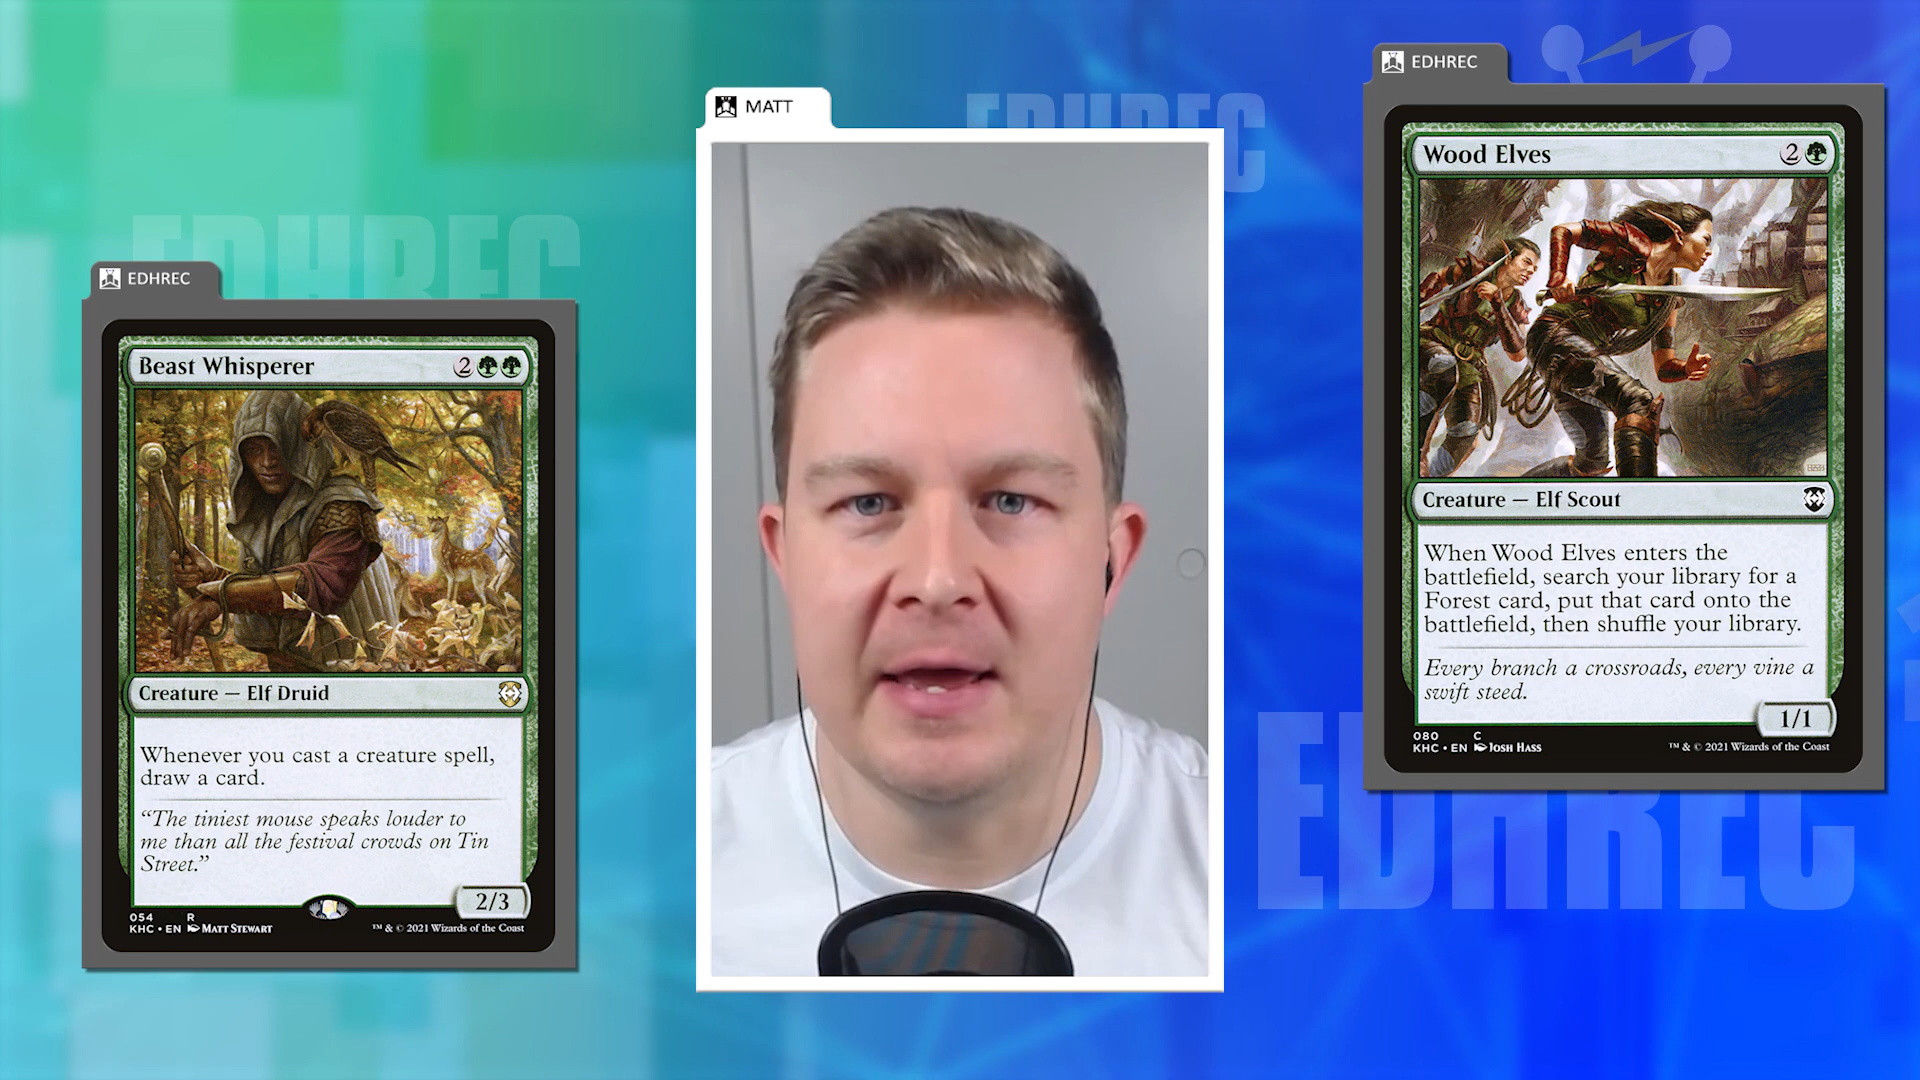 EDHREC
EDHREC
EDHREC
EDHREC
Beast Whisperer 2
Creature — Elf Druid
Whenever you cast a creature spell,
draw a card.
“The tiniest mouse speaks louder to
me than all the festival crowds on Tin
Street.”
2/3
054 R
KHC • EN MATT STEWART
™ & © 2021 Wizards of the Coast
MATT
EDHREC
Wood Elves 2
Creature — Elf Scout
When Wood Elves enters the
battlefield, search your library for a
Forest card, put that card onto the
battlefield, then shuffle your library.
Every branch a crossroads, every vine a
swift steed.
1/1
080 C
KHC • EN JOSH HASS
™ & © 2021 Wizards of the Coast